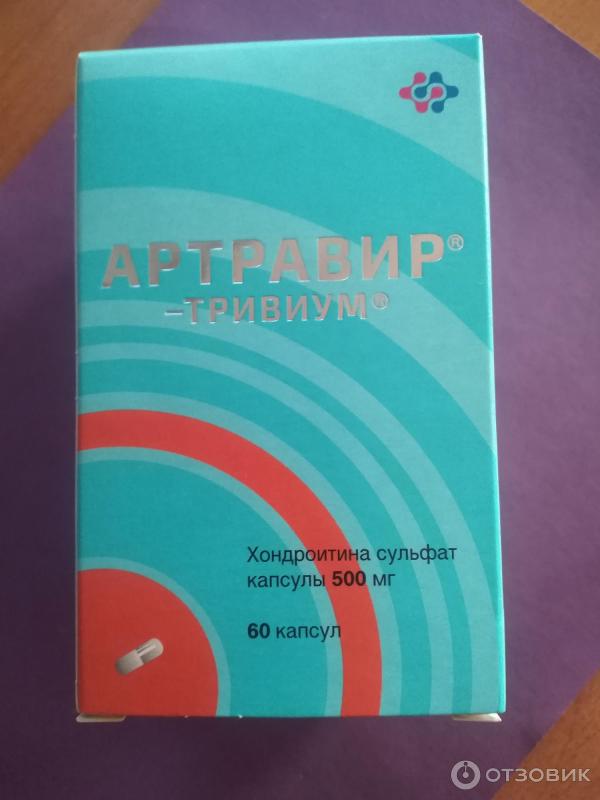 АРТРАВИР®
–ТРИВИУМ®
Хондроитина сульфат
капсулы 500 мг
60 капсул
ОТЗОВИК